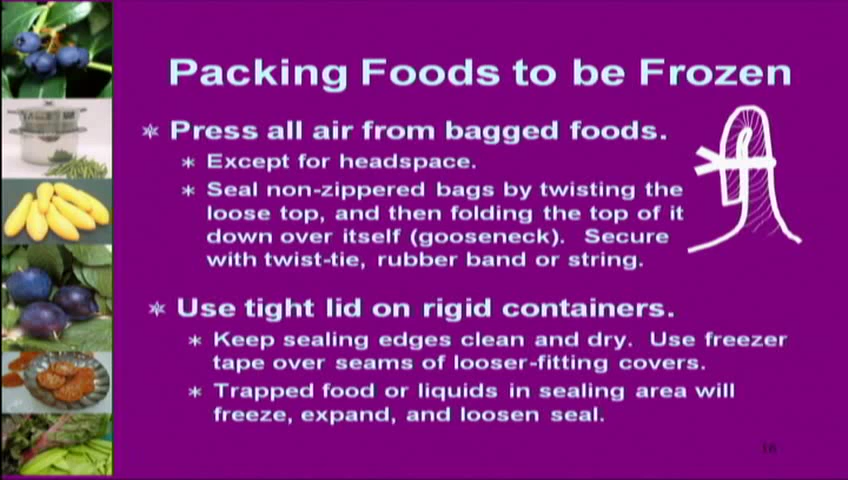 Packing Foods to be Frozen
Press all air from bagged foods.
Except for headspace.
Seal non-zippered bags by twisting the
loose top, and then folding the top of it
down over itself (gooseneck). Secure
with twist-tie, rubber band or string.
Use tight lid on rigid containers.
Keep sealing edges clean and dry. Use freezer
tape over seams of looser-fitting covers.
Trapped food or liquids in sealing area will
freeze, expand, and loosen seal.
16